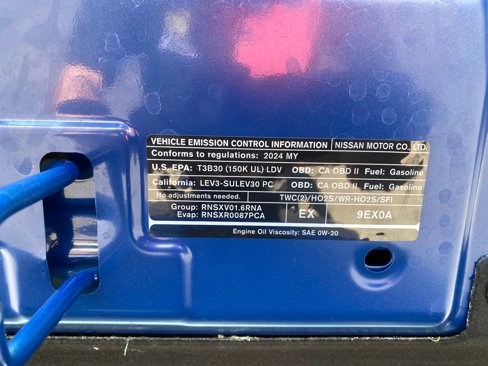 VEHICLE EMISSION CONTROL INFORMATION NISSAN MOTOR CO., LTD.
Conforms to regulations: 2024 MY
U.S. EPA: T3B30 (150K UL) LDV OBD: CA OBD II Fuel: Gasoline
California: LEV3-SULEV30 PC OBD: CA OBD II Fuel: Gasoline
No adjustments needed. TWC(2)/HO2S/WR-HO2S/SFI
Group: RNSXV01.6RNA
Evap: RNSXR0087PCA
EX 9EX0A
Engine Oil Viscosity: SAE 0W-20